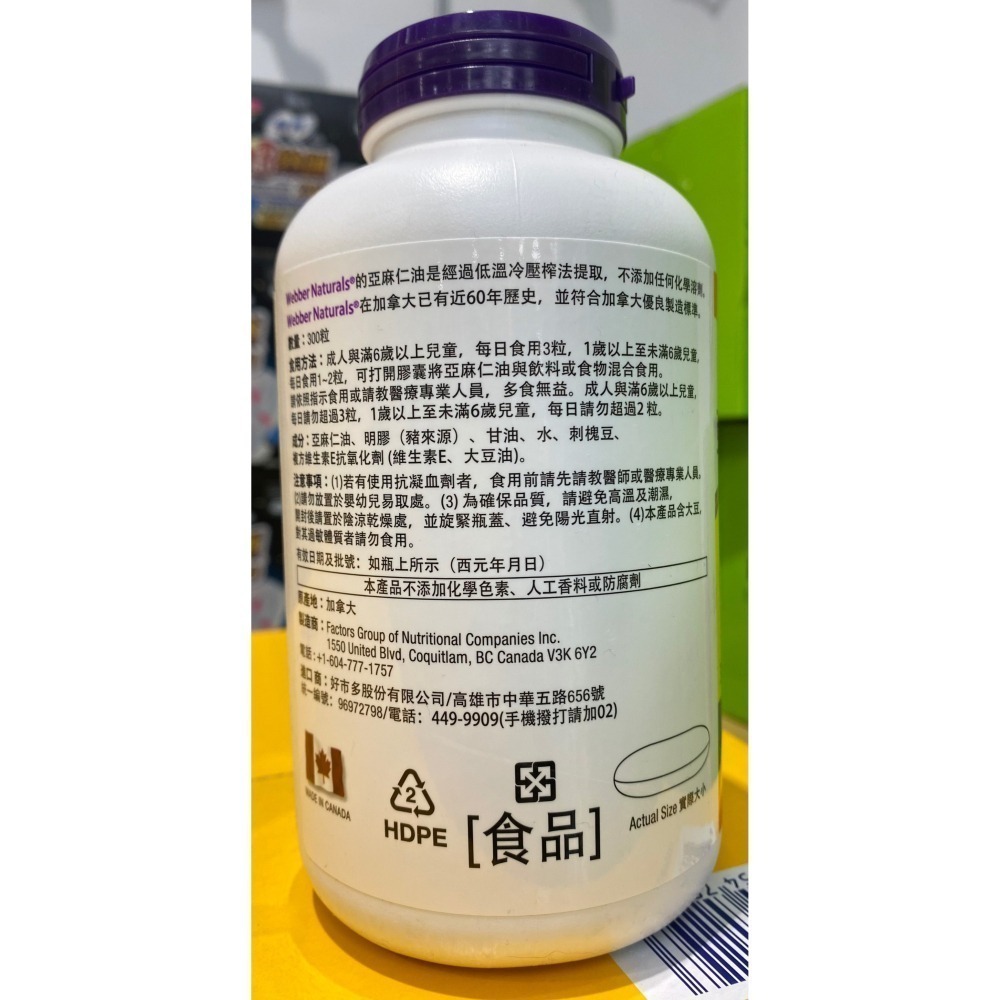 Webber Naturals®的亞麻仁油是經過低溫冷壓榨法提取，不添加任何化學溶劑。
Webber Naturals®在加拿大已有近60年歷史，並符合加拿大優良製造標準。
數量：300粒
食用方法：成人與滿6歲以上兒童，每日食用3粒，1歲以上至未滿6歲兒童，
每日食用1~2粒，可打開膠囊將亞麻仁油與飲料或食物混合食用。
請依照指示食用或請教醫療專業人員，多食無益。成人與滿6歲以上兒童，
每日請勿超過3粒，1歲以上至未滿6歲兒童，每日請勿超過2粒。
成分：亞麻仁油、明膠（豬來源）、甘油、水、刺槐豆、
複方維生素E抗氧化劑(維生素E、大豆油)。
注意事項：(1)若有使用抗凝血劑者，食用前請先請教醫師或醫療專業人員。
(2)請勿放置於嬰幼兒易取處。(3)為確保品質，請避免高溫及潮濕，
開封後請置於陰涼乾燥處，並旋緊瓶蓋、避免陽光直射。(4)本產品含大豆，
對其過敏體質者請勿食用。
有效日期及批號：如瓶上所示（西元年月日）
本產品不添加化學色素、人工香料或防腐劑
原產地：加拿大
製造商：Factors Group of Nutritional Companies Inc.
1550 United Blvd, Coquitlam, BC Canada V3K 6Y2
電話：+1-604-777-1757
進口商：好市多股份有限公司/高雄市中華五路656號
統一編號：96972798/電話：449-9909(手機撥打請加02)
MADE IN CANADA
2
HDPE
[食品]
Actual Size 實際大小